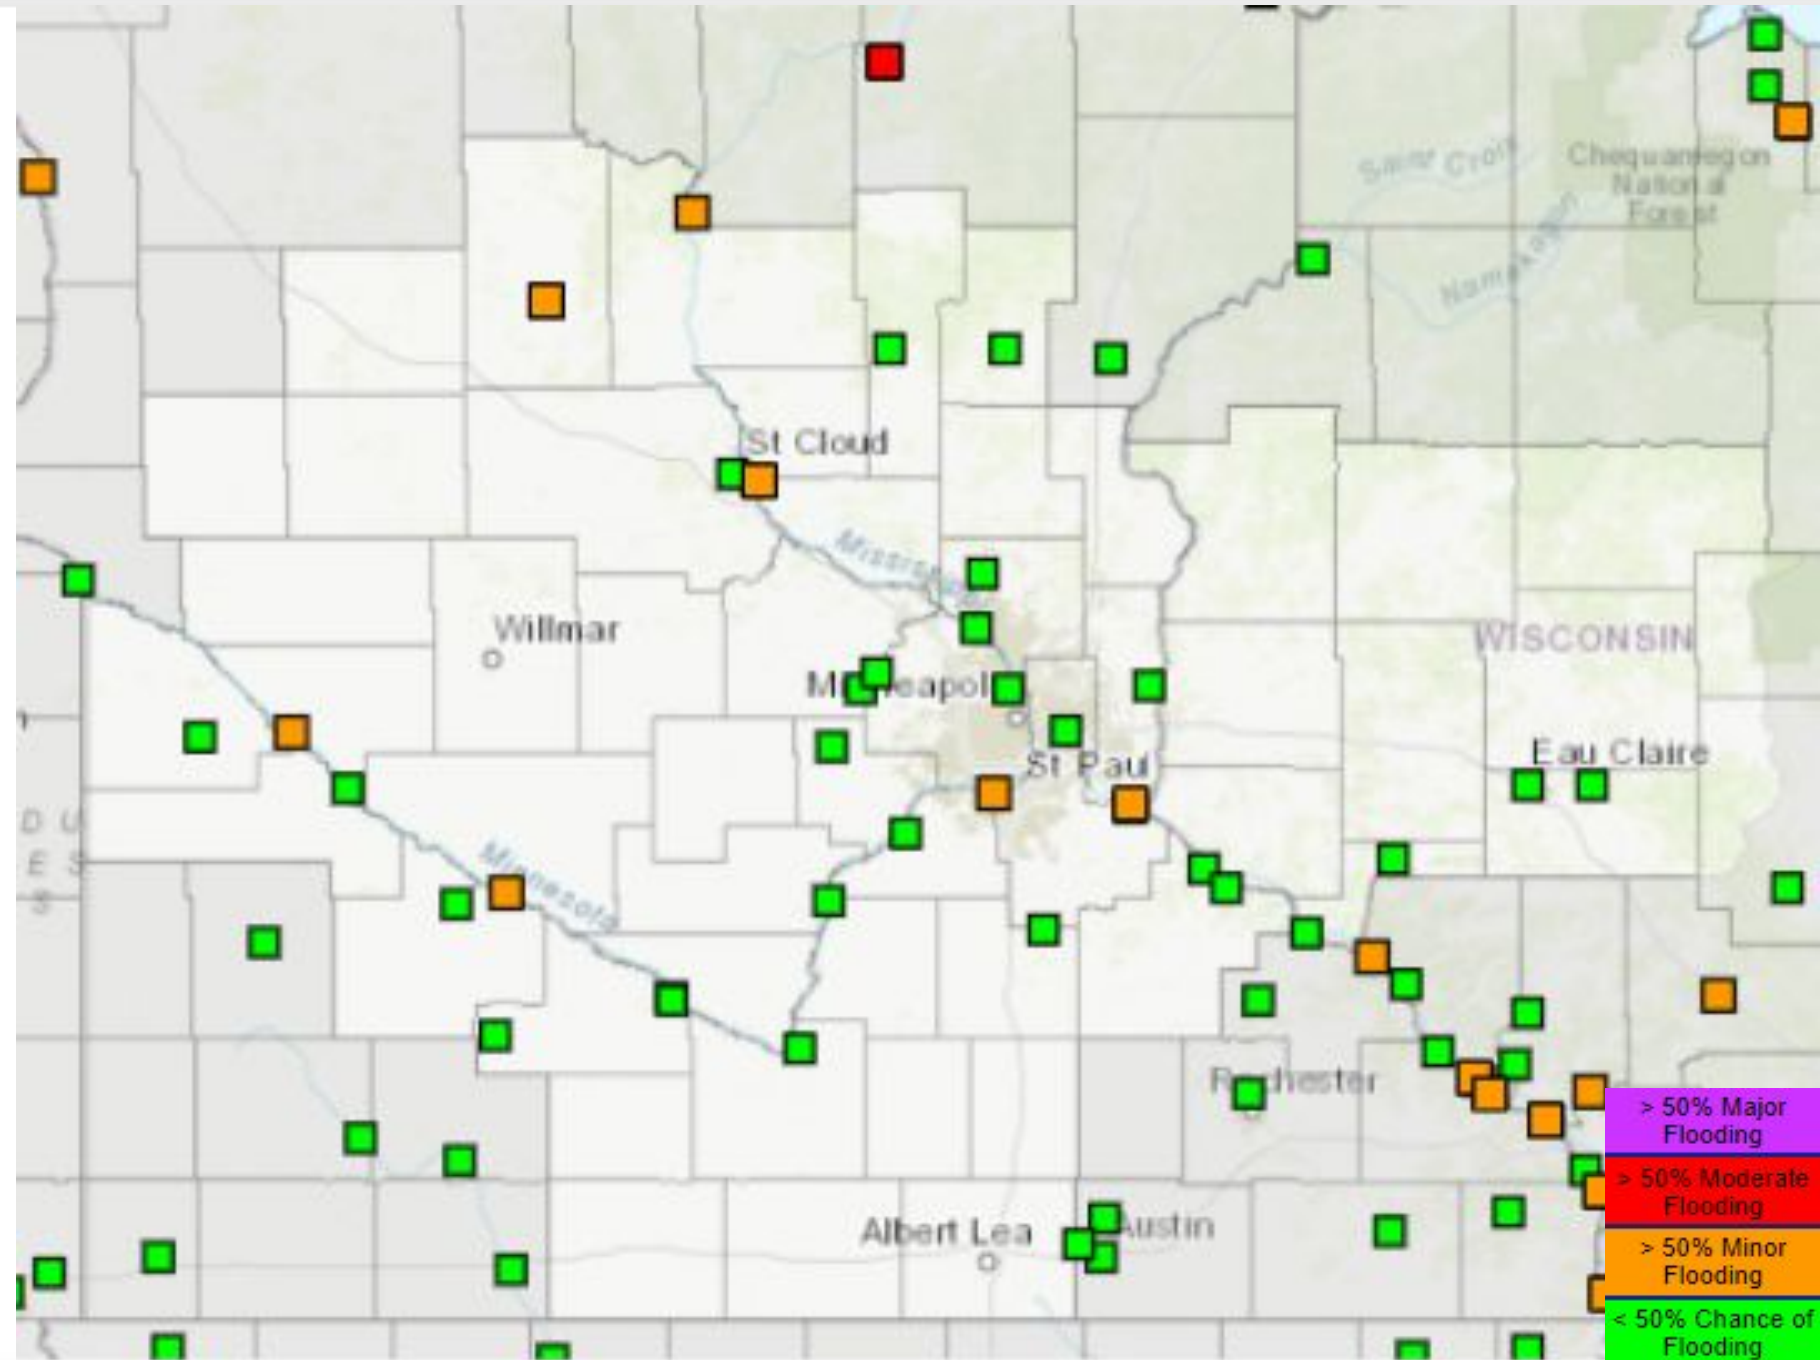 Saint Croix
Chequamegon
National
Forest
Namekagon
St Cloud
Mississippi
Willmar
WISCONSIN
Eau Claire
St Paul
D U
E S
S
Minnesota
Rochester
Albert Lea
Austin
> 50% Major
Flooding
> 50% Moderate
Flooding
> 50% Minor
Flooding
< 50% Chance of
Flooding